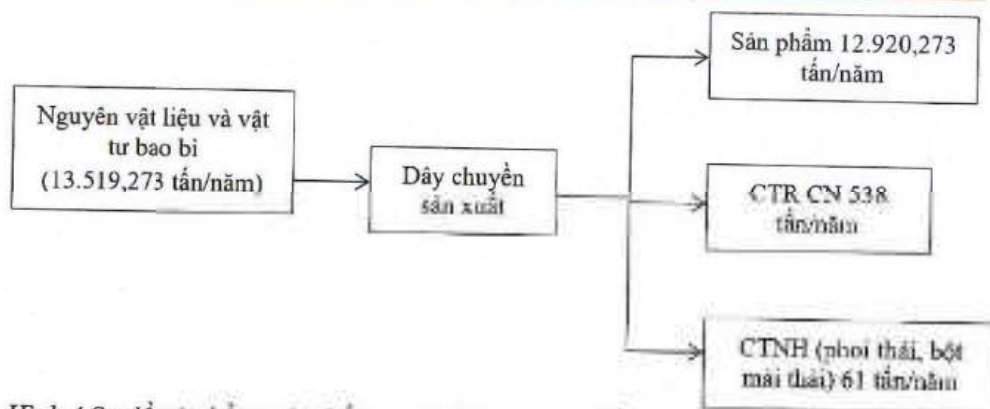 Nguyên vật liệu và vật
tư bao bì
(13.519,273 tấn/năm)
Dây chuyền
sản xuất
Sản phẩm 12.920,273
tấn/năm
CTR CN 538
tấn/năm
CTNH (phoi thải, bột
mài thải) 61 tấn/năm